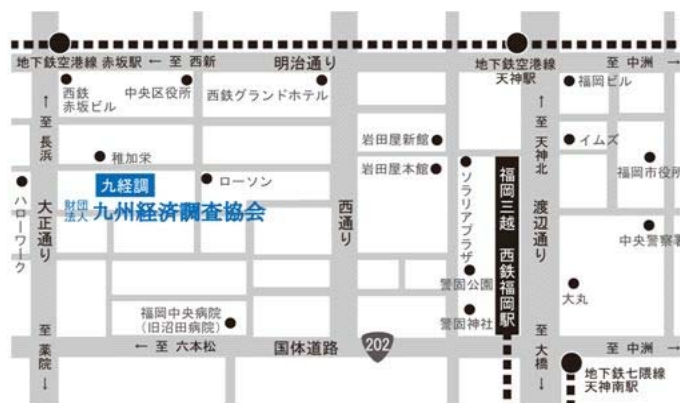 地下鉄空港線 赤坂駅
← 至 西新
明治通り
地下鉄空港線
天神駅
至 中洲 →
西鉄
赤坂ビル
中央区役所
西鉄グランドホテル
福岡ビル
← 至 長浜
稚加栄
岩田屋新館
岩田屋本館
← 至 天神北
イムズ
福岡市役所
九経調
財団
法人 九州経済調査協会
ローソン
ハローワーク
大正通り
西通り
ソラリアプラザ
福岡三越 西鉄福岡駅
渡辺通り
中央警察署
警固公園
大丸
福岡中央病院
(旧沼田病院)
警固神社
至 薬院 →
← 至 六本松
国体道路
202
至 大橋 →
至 中洲 →
地下鉄七隈線
天神南駅